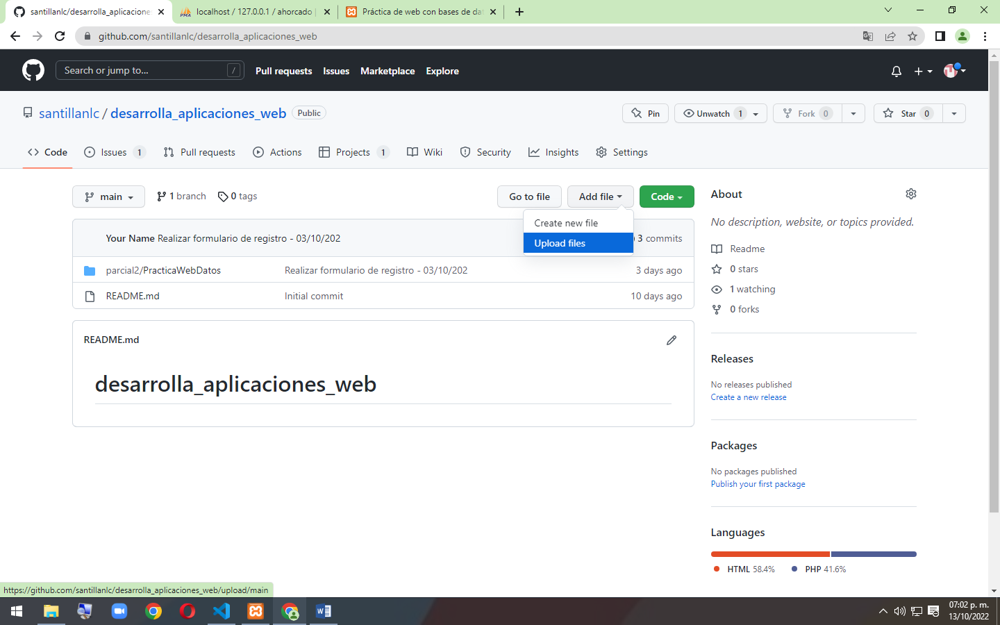 santillanlc/desarrolla_aplicaciones
localhost / 127.0.0.1 / ahorcado |
Práctica de web con bases de dat
github.com/santillanlc/desarrolla_aplicaciones_web
Search or jump to...
/
Pull requests
Issues
Marketplace
Explore
santillanlc / desarrolla_aplicaciones_web
Public
Pin
Unwatch 1
Fork 0
Star 0
Code
Issues 1
Pull requests
Actions
Projects 1
Wiki
Security
Insights
Settings
main
1 branch
0 tags
Go to file
Add file
Code
Create new file
Upload files
Your Name Realizar formulario de registro - 03/10/202
3 commits
parcial2/PracticaWebDatos
Realizar formulario de registro - 03/10/202
3 days ago
README.md
Initial commit
10 days ago
README.md
desarrolla_aplicaciones_web
About
No description, website, or topics provided.
Readme
0 stars
1 watching
0 forks
Releases
No releases published
Create a new release
Packages
No packages published
Publish your first package
Languages
HTML 58.4%
PHP 41.6%
https://github.com/santillanlc/desarrolla_aplicaciones_web/upload/main
07:02 p. m.
13/10/2022